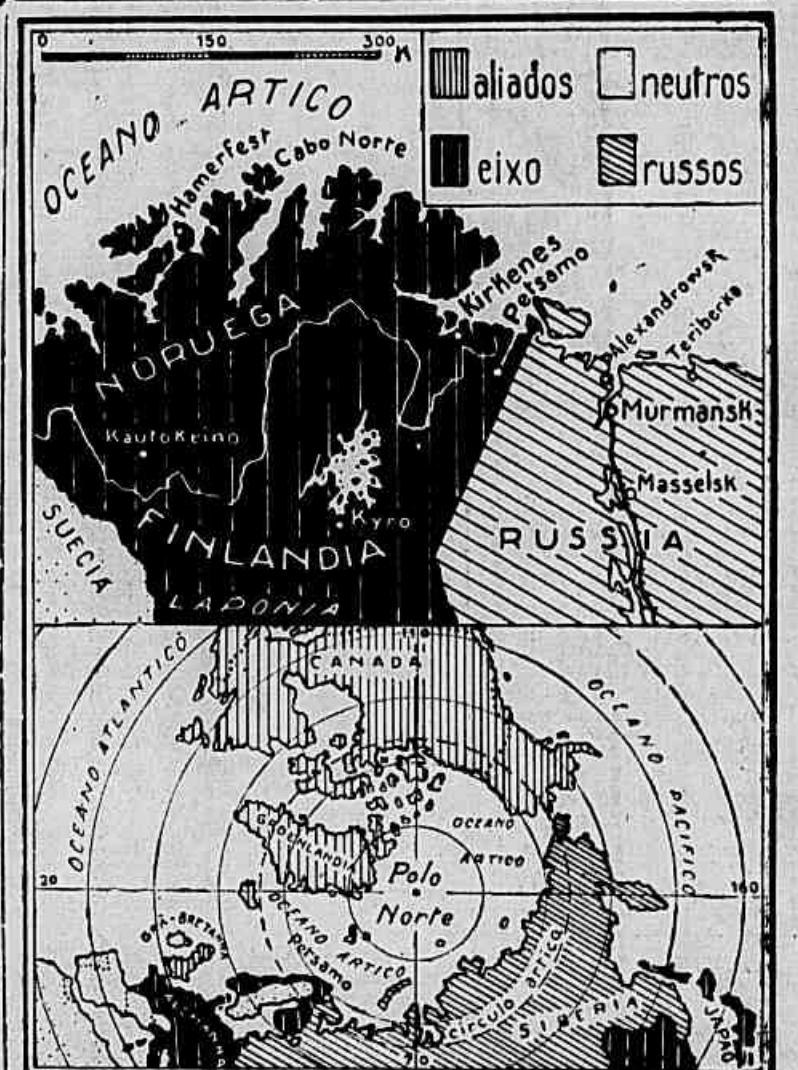 0 150 300 K
aliados neutros
eixo russos
OCEANO ARTICO
Hamerfest
Cabo Norte
Kirkenes
Petsamo
Alexandrowsk
Teriberka
NORUEGA
Murmansk
Kautokeino
Masselsk
Kyro
SUECIA
FINLANDIA
RUSSIA
LAPONIA
OCEANO ATLANTICO
CANADA
OCEANO PACIFICO
GROENLANDIA
OCEANO
ARTICO
Polo
Norte
20
160
GRÃ-BRETANHA
OCEANO ARTICO
Petsamo
circulo artico
SIBERIA
JAPÃO